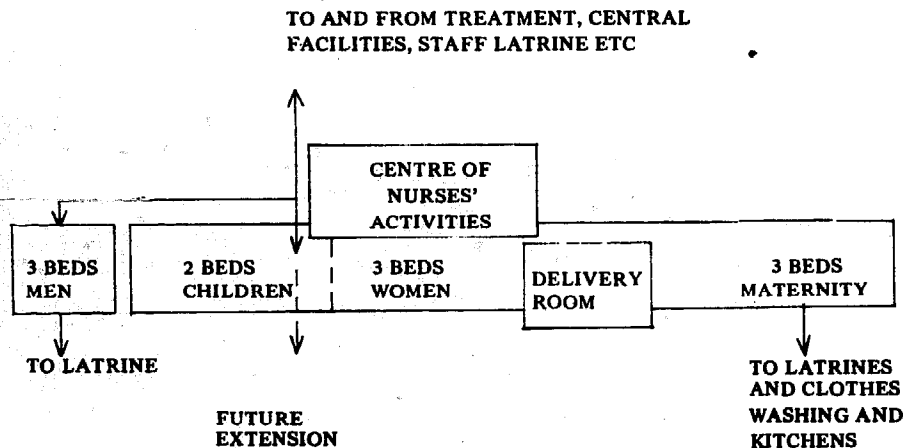 TO AND FROM TREATMENT, CENTRAL
FACILITIES, STAFF LATRINE ETC
CENTRE OF
NURSES'
ACTIVITIES
3 BEDS
MEN
2 BEDS
CHILDREN
3 BEDS
WOMEN
DELIVERY
ROOM
3 BEDS
MATERNITY
TO LATRINE
TO LATRINES
AND CLOTHES
WASHING AND
KITCHENS
FUTURE
EXTENSION